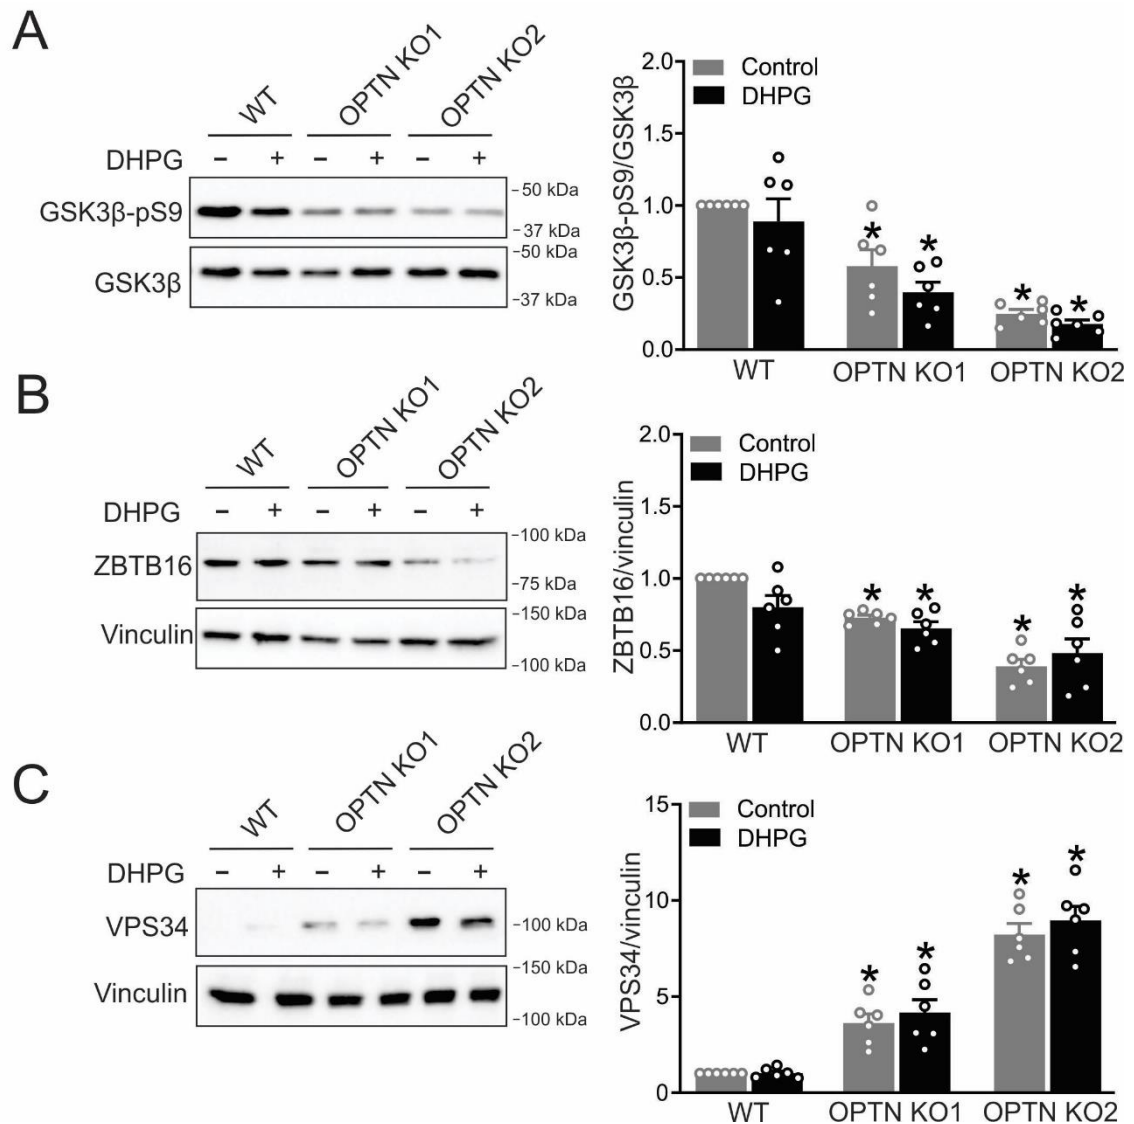 A
WT
OPTN KO1
OPTN KO2
DHPG
− + − + − +
GSK3β-pS9
50 kDa
37 kDa
GSK3β
50 kDa
37 kDa
GSK3β-pS9/GSK3β
2.0
1.5
1.0
0.5
0.0
Control
DHPG
* * * *
WT OPTN KO1 OPTN KO2
B
WT
OPTN KO1
OPTN KO2
DHPG
− + − + − +
ZBTB16
100 kDa
75 kDa
Vinculin
150 kDa
100 kDa
ZBTB16/vinculin
2.0
1.5
1.0
0.5
0.0
Control
DHPG
* * * *
WT OPTN KO1 OPTN KO2
C
WT
OPTN KO1
OPTN KO2
DHPG
− + − + − +
VPS34
100 kDa
Vinculin
150 kDa
100 kDa
VPS34/vinculin
15
10
5
0
Control
DHPG
* * * *
WT OPTN KO1 OPTN KO2